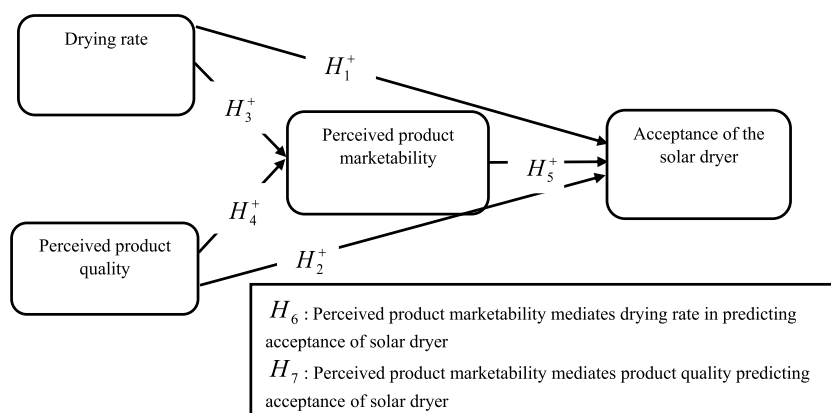 Drying rate
H₁⁺
H₃⁺
Perceived product
marketability
Acceptance of the
solar dryer
H₅⁺
H₄⁺
Perceived product
quality
H₂⁺
H₆ : Perceived product marketability mediates drying rate in predicting
acceptance of solar dryer
H₇ : Perceived product marketability mediates product quality predicting
acceptance of solar dryer